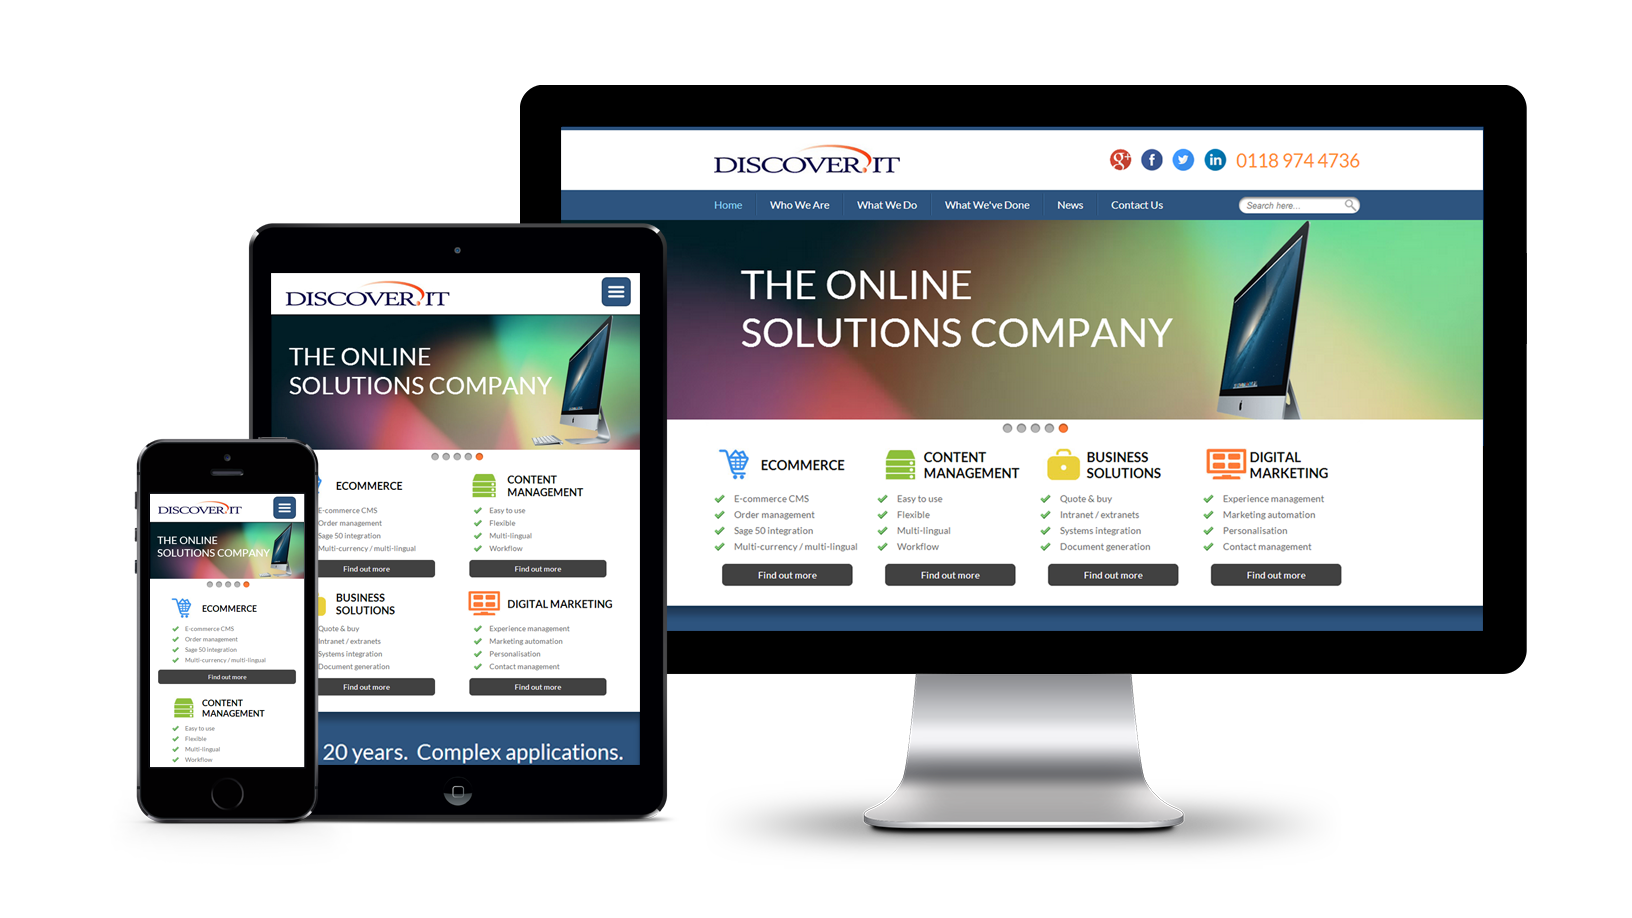 DISCOVER.IT
0118 974 4736
Home
Who We Are
What We Do
What We've Done
News
Contact Us
Search here...
THE ONLINE
SOLUTIONS COMPANY
ECOMMERCE
E-commerce CMS
Order management
Sage 50 integration
Multi-currency / multi-lingual
Find out more
CONTENT
MANAGEMENT
Easy to use
Flexible
Multi-lingual
Workflow
Find out more
BUSINESS
SOLUTIONS
Quote & buy
Intranet / extranets
Systems integration
Document generation
Find out more
DIGITAL
MARKETING
Experience management
Marketing automation
Personalisation
Contact management
Find out more
DISCOVER.IT
THE ONLINE
SOLUTIONS COMPANY
ECOMMERCE
E-commerce CMS
Order management
Sage 50 integration
Multi-currency / multi-lingual
Find out more
CONTENT
MANAGEMENT
Easy to use
Flexible
Multi-lingual
Workflow
Find out more
BUSINESS
SOLUTIONS
Quote & buy
Intranet / extranets
Systems integration
Document generation
Find out more
DIGITAL MARKETING
Experience management
Marketing automation
Personalisation
Contact management
Find out more
20 years. Complex applications.
DISCOVER.IT
THE ONLINE
SOLUTIONS COMPANY
ECOMMERCE
E-commerce CMS
Order management
Sage 50 integration
Multi-currency / multi-lingual
Find out more
CONTENT
MANAGEMENT
Easy to use
Flexible
Multi-lingual
Workflow